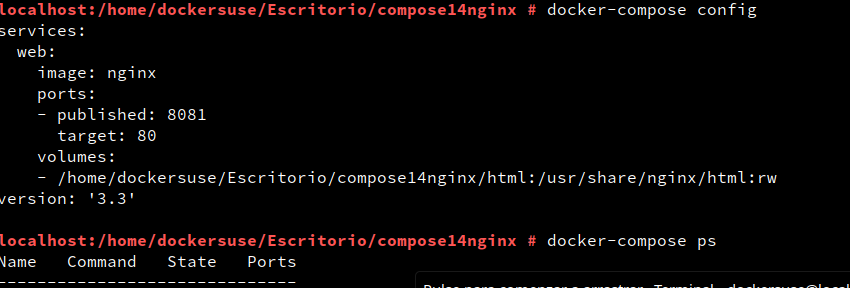 localhost:/home/dockersuse/Escritorio/compose14nginx # docker-compose config
services:
  web:
    image: nginx
    ports:
    - published: 8081
      target: 80
    volumes:
    - /home/dockersuse/Escritorio/compose14nginx/html:/usr/share/nginx/html:rw
version: '3.3'
localhost:/home/dockersuse/Escritorio/compose14nginx # docker-compose ps
Name   Command   State   Ports
------------------------------